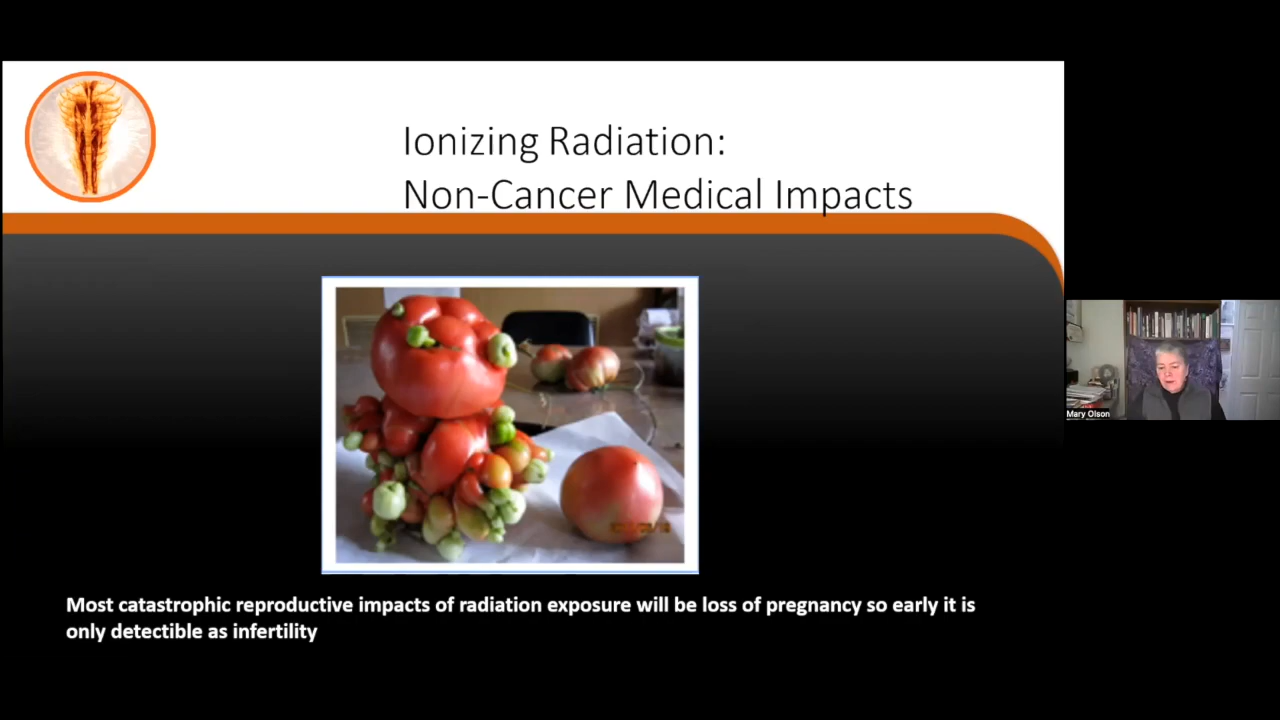 Ionizing Radiation:
Non-Cancer Medical Impacts
Mary Olson
Most catastrophic reproductive impacts of radiation exposure will be loss of pregnancy so early it is
only detectible as infertility